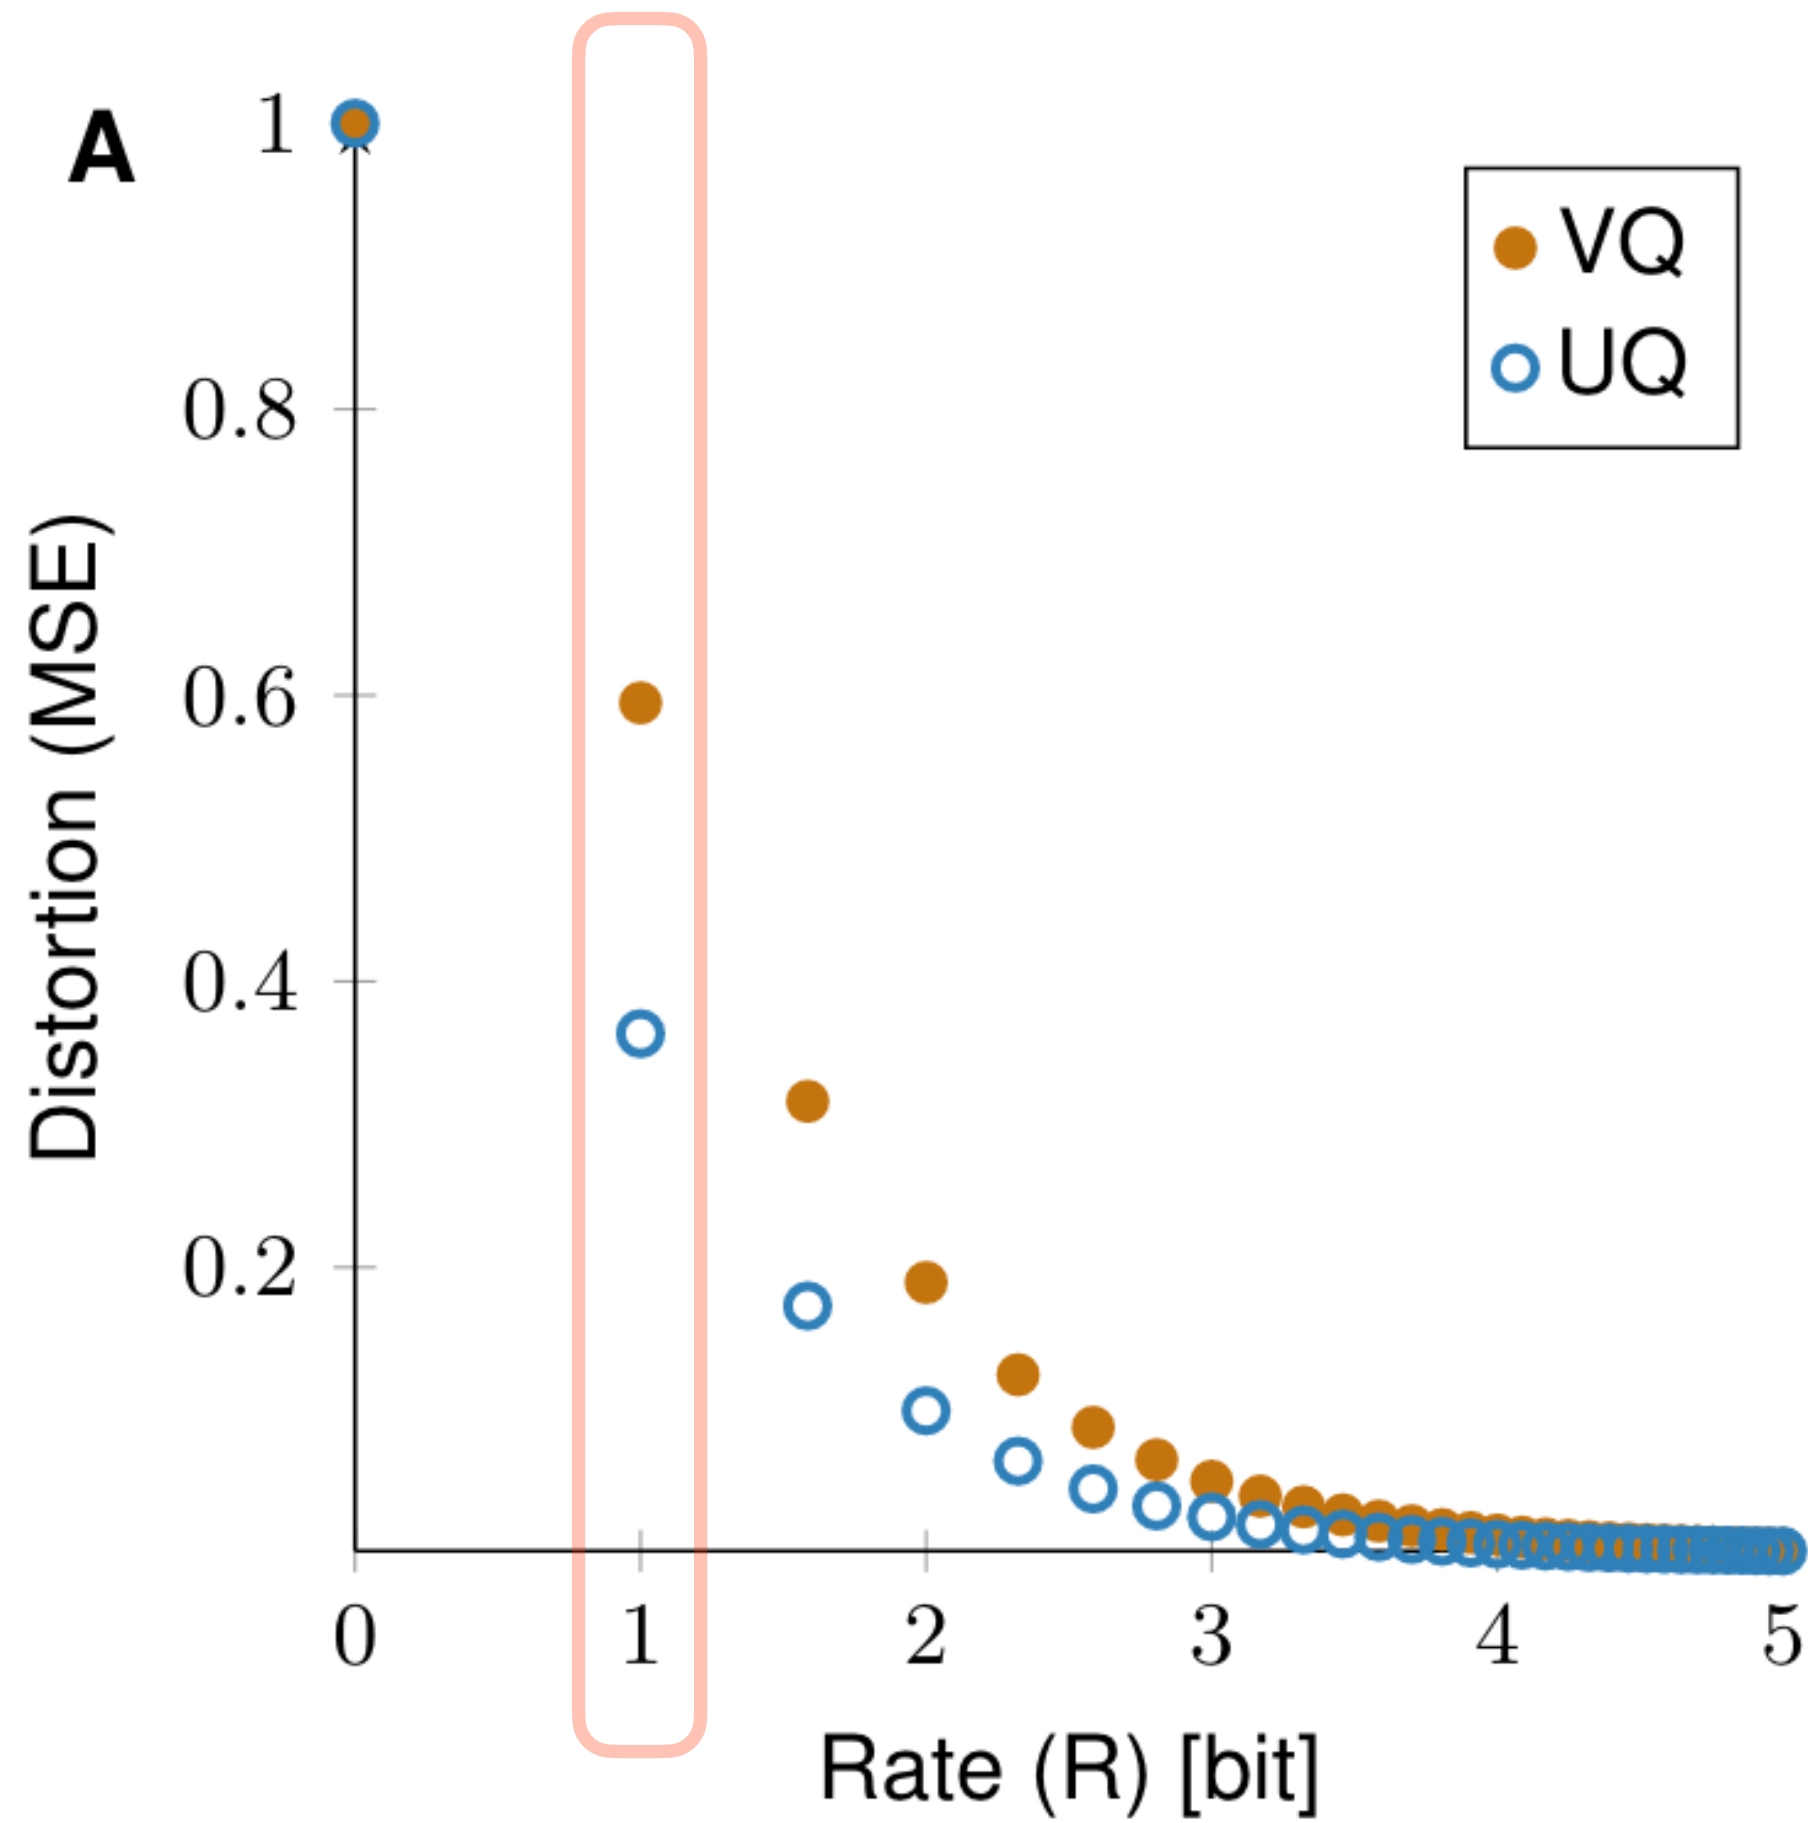 A
1
0.8
0.6
0.4
0.2
Distortion (MSE)
VQ
UQ
0 1 2 3 4 5
Rate (R) [bit]